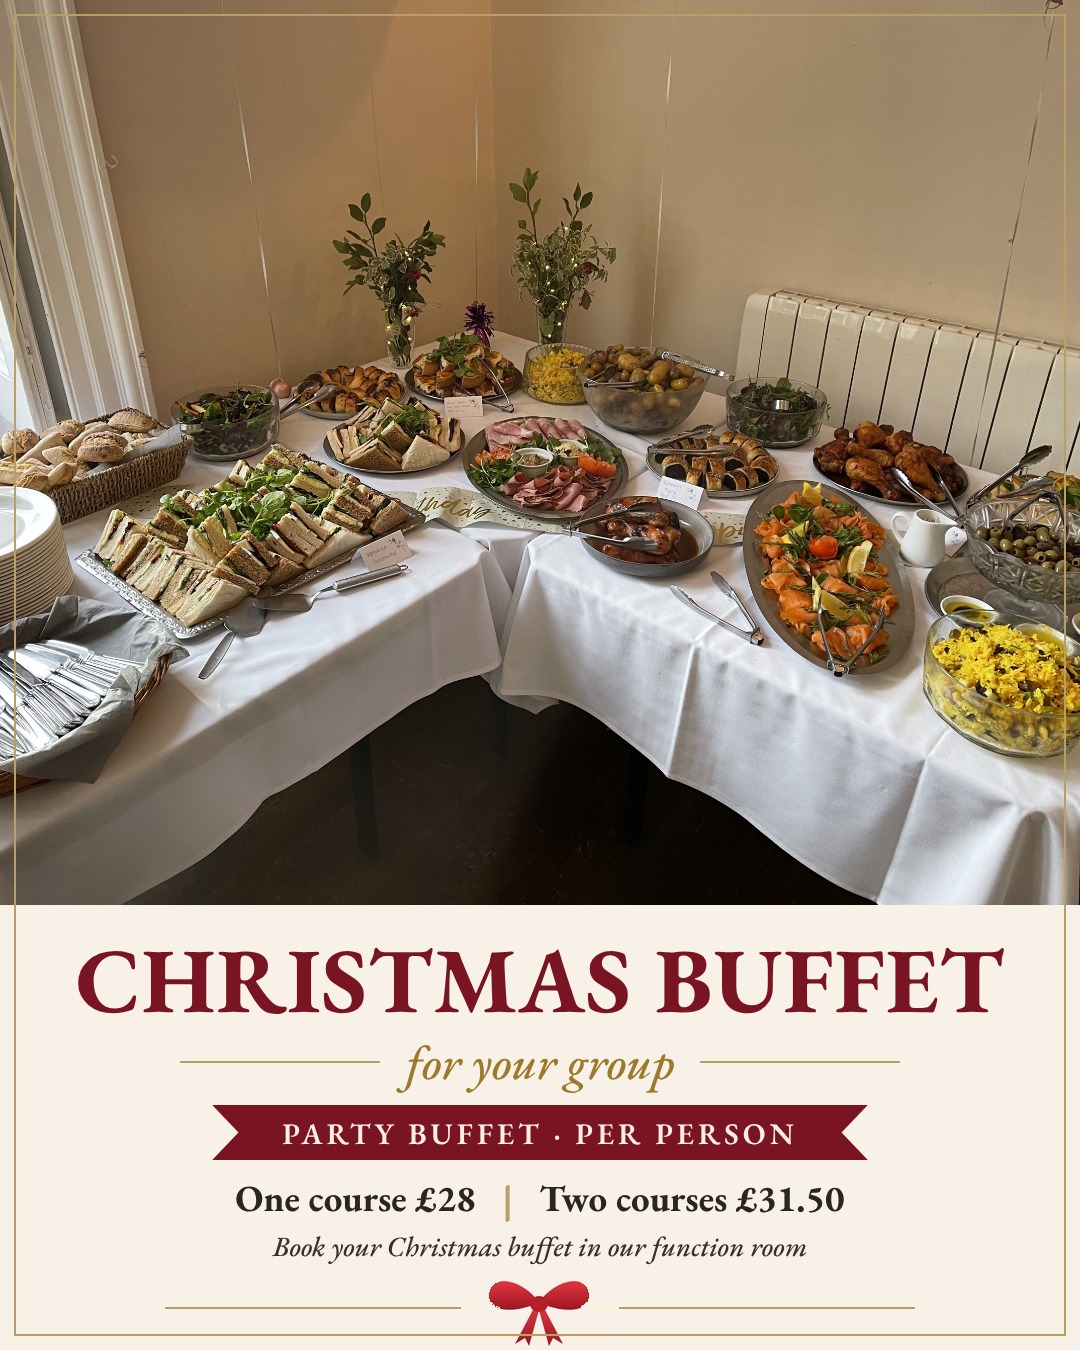 CHRISTMAS BUFFET
for your group
PARTY BUFFET · PER PERSON
One course £28 | Two courses £31.50
Book your Christmas buffet in our function room